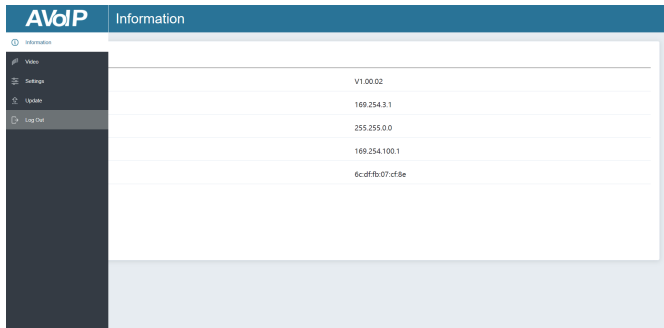 AVoIP
Information
Information
Video
Settings
Update
Log Out
V1.00.02
169.254.3.1
255.255.0.0
169.254.100.1
6c:df:fb:07:cf:8e